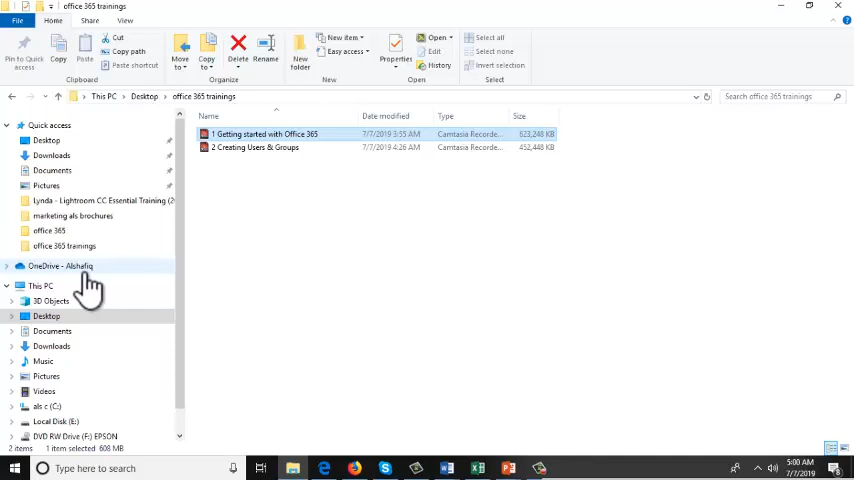 office 365 trainings
File Home Share View
Pin to Quick access
Copy
Cut
Copy path
Paste shortcut
Paste
Clipboard
Move to
Copy to
Delete
Rename
Organize
New folder
New item
Easy access
New
Properties
Open
Edit
History
Open
Select all
Select none
Invert selection
Select
This PC Desktop office 365 trainings
Search office 365 trainings
Name Date modified Type Size
1 Getting started with Office 365 7/7/2019 3:55 AM Camtasia Recorde... 623,248 KB
2 Creating Users & Groups 7/7/2019 4:26 AM Camtasia Recorde... 452,448 KB
Quick access
Desktop
Downloads
Documents
Pictures
Lynda - Lightroom CC Essential Training (2
marketing als brochures
office 365
office 365 trainings
OneDrive - Alshafiq
This PC
3D Objects
Desktop
Documents
Downloads
Music
Pictures
Videos
als c (C:)
Local Disk (E:)
DVD RW Drive (F:) EPSON
2 items 1 item selected 608 MB
Type here to search
5:00 AM
7/7/2019